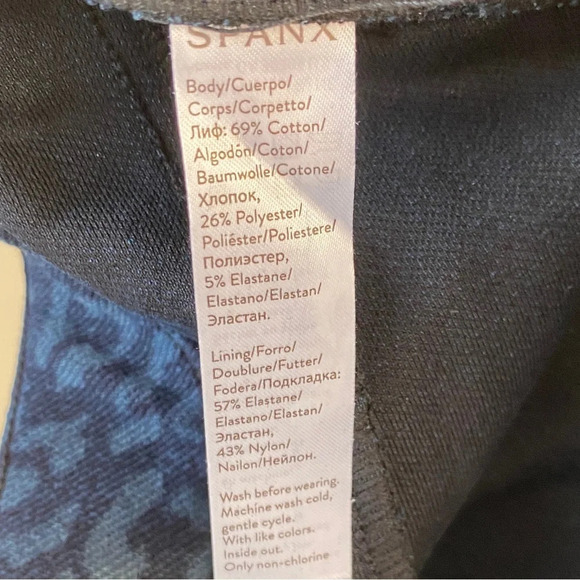 SPANX
Body/Cuerpo/
Corps/Corpetto/
Лиф: 69% Cotton/
Algodón/Coton/
Baumwolle/Cotone/
Хлопок,
26% Polyester/
Poliéster/Poliestere/
Полиэстер,
5% Elastane/
Elastano/Elastan/
Эластан.
Lining/Forro/
Doublure/Futter/
Fodera/Подкладка:
57% Elastane/
Elastano/Elastan/
Эластан,
43% Nylon/
Nailon/Нейлон.
Wash before wearing.
Machine wash cold,
gentle cycle.
With like colors.
Inside out.
Only non-chlorine